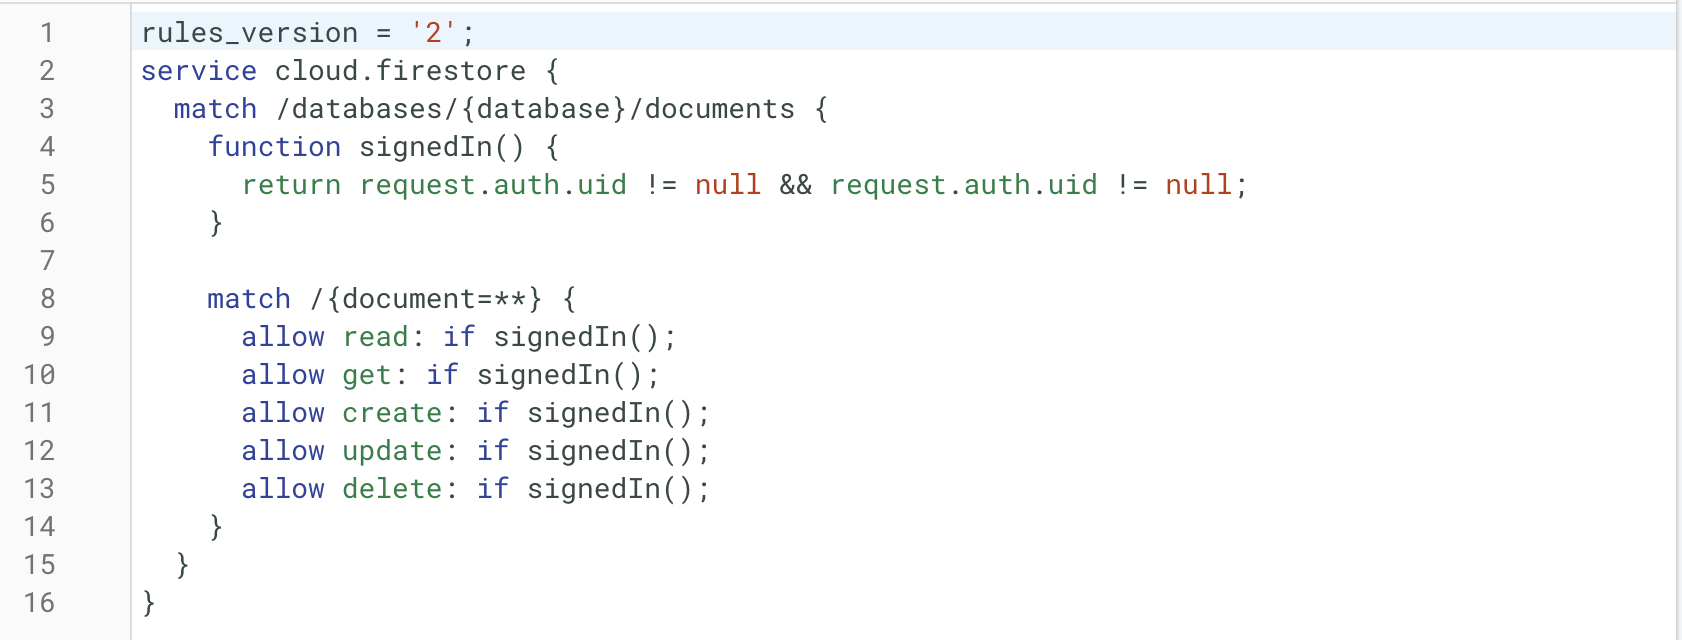 1 rules_version = '2';
2 service cloud.firestore {
3   match /databases/{database}/documents {
4     function signedIn() {
5       return request.auth.uid != null && request.auth.uid != null;
6     }
7
8     match /{document=**} {
9       allow read: if signedIn();
10       allow get: if signedIn();
11       allow create: if signedIn();
12       allow update: if signedIn();
13       allow delete: if signedIn();
14     }
15   }
16 }